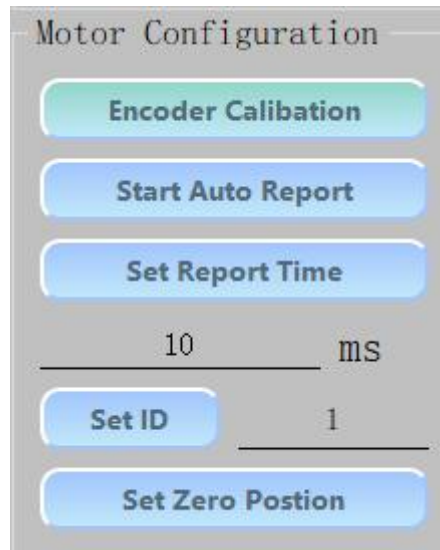 Motor Configuration
Encoder Calibation
Start Auto Report
Set Report Time
10 ms
Set ID 1
Set Zero Postion